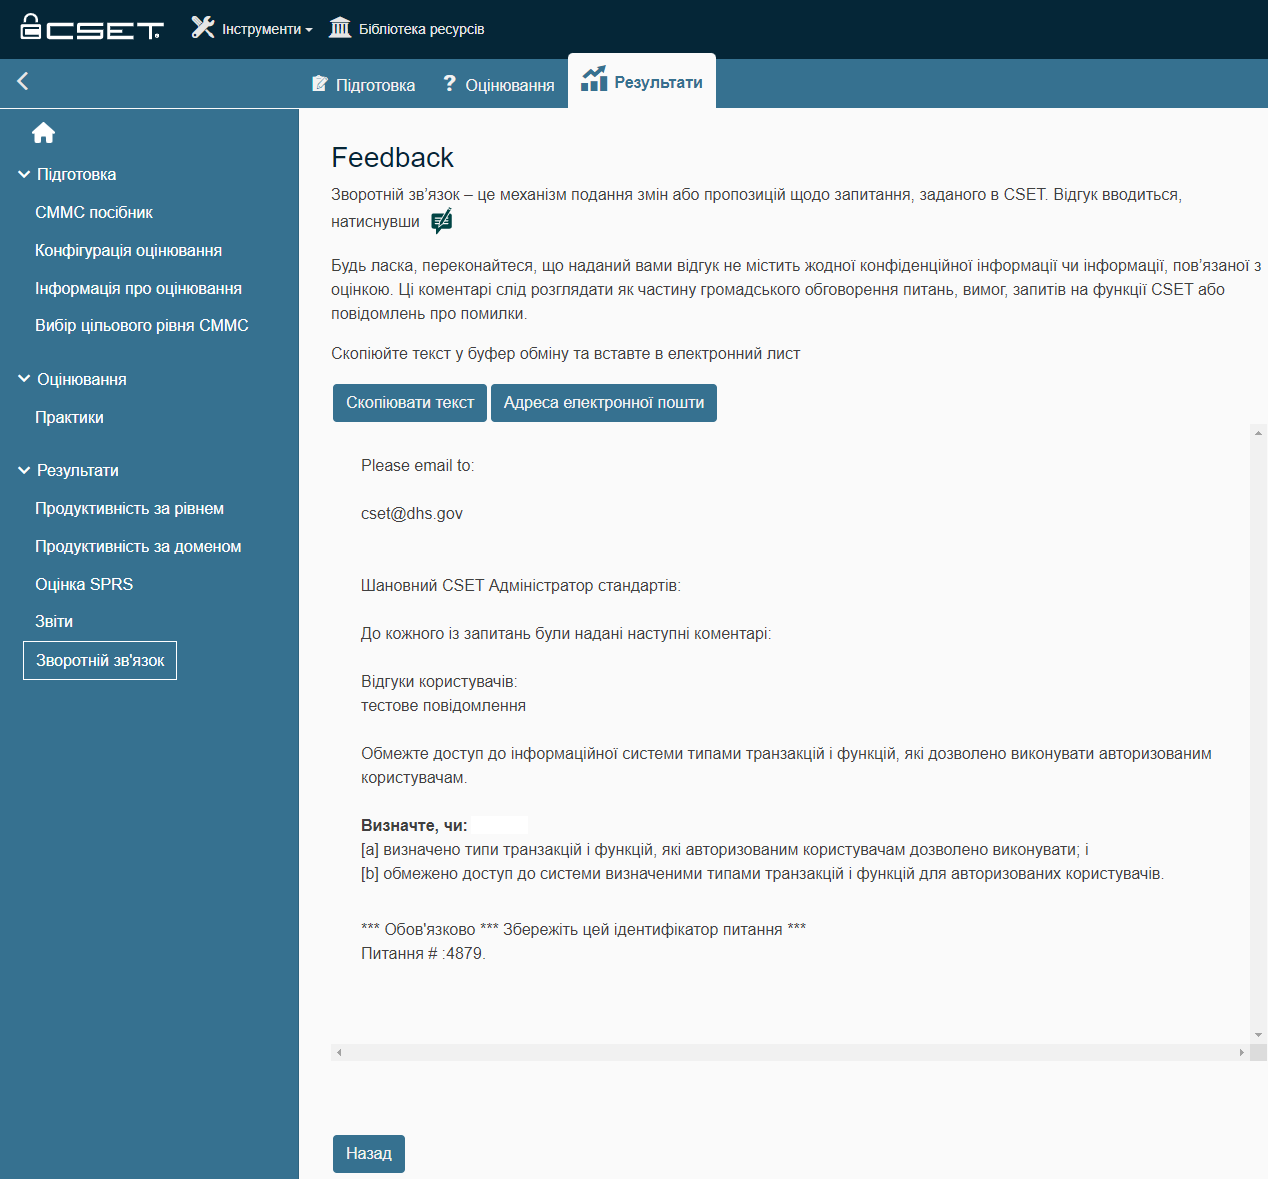 CSET
Інструменти
Бібліотека ресурсів
Підготовка
Оцінювання
Результати
Підготовка
CMMC посібник
Конфігурація оцінювання
Інформація про оцінювання
Вибір цільового рівня CMMC
Оцінювання
Практики
Результати
Продуктивність за рівнем
Продуктивність за доменом
Оцінка SPRS
Звіти
Зворотній зв'язок
Feedback
Зворотній зв’язок – це механізм подання змін або пропозицій щодо запитання, заданого в CSET. Відгук вводиться,
натиснувши
Будь ласка, переконайтеся, що наданий вами відгук не містить жодної конфіденційної інформації чи інформації, пов’язаної з
оцінкою. Ці коментарі слід розглядати як частину громадського обговорення питань, вимог, запитів на функції CSET або
повідомлень про помилки.
Скопіюйте текст у буфер обміну та вставте в електронний лист
Скопіювати текст
Адреса електронної пошти
Please email to:
cset@dhs.gov
Шановний CSET Адміністратор стандартів:
До кожного із запитань були надані наступні коментарі:
Відгуки користувачів:
тестове повідомлення
Обмежте доступ до інформаційної системи типами транзакцій і функцій, які дозволено виконувати авторизованим
користувачам.
Визначте, чи:
[a] визначено типи транзакцій і функцій, які авторизованим користувачам дозволено виконувати; і
[b] обмежено доступ до системи визначеними типами транзакцій і функцій для авторизованих користувачів.
*** Обов'язково *** Збережіть цей ідентифікатор питання ***
Питання # :4879.
Назад